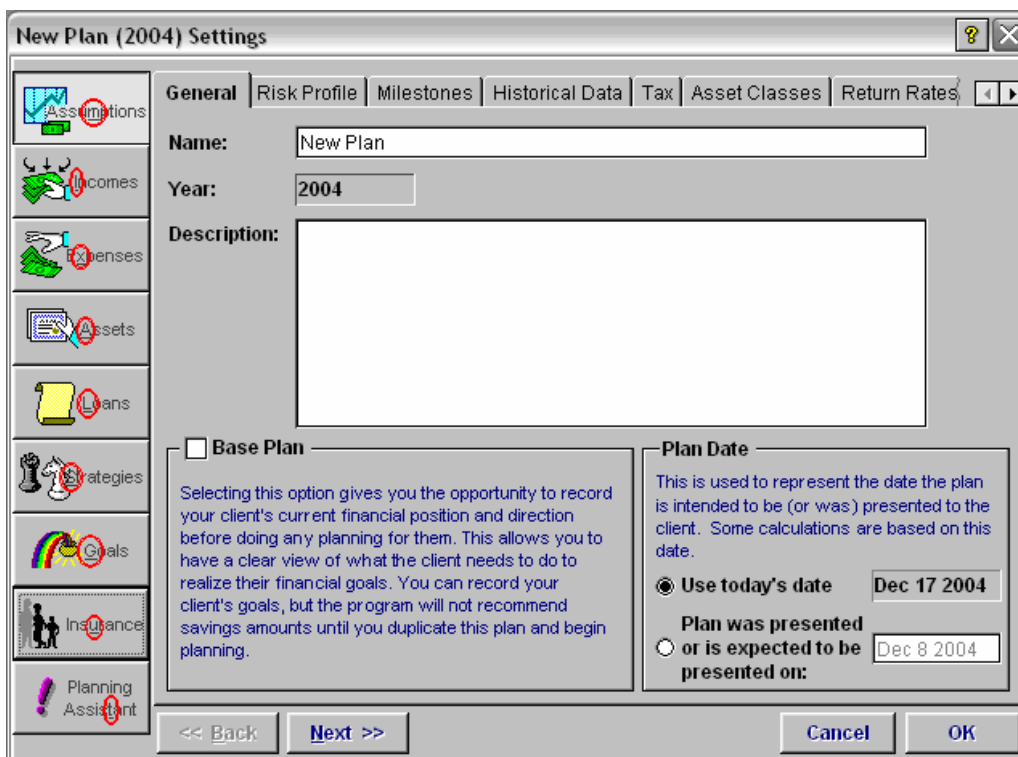 New Plan (2004) Settings
?
Assumptions
Incomes
Expenses
Assets
Loans
Strategies
Goals
Insurance
Planning
Assistant
General Risk Profile Milestones Historical Data Tax Asset Classes Return Rates
Name: New Plan
Year: 2004
Description:
Base Plan
Selecting this option gives you the opportunity to record
your client's current financial position and direction
before doing any planning for them. This allows you to
have a clear view of what the client needs to do to
realize their financial goals. You can record your
client's goals, but the program will not recommend
savings amounts until you duplicate this plan and begin
planning.
Plan Date
This is used to represent the date the plan
is intended to be (or was) presented to the
client. Some calculations are based on this
date.
Use today's date Dec 17 2004
Plan was presented
or is expected to be Dec 8 2004
presented on:
<< Back Next >> Cancel OK